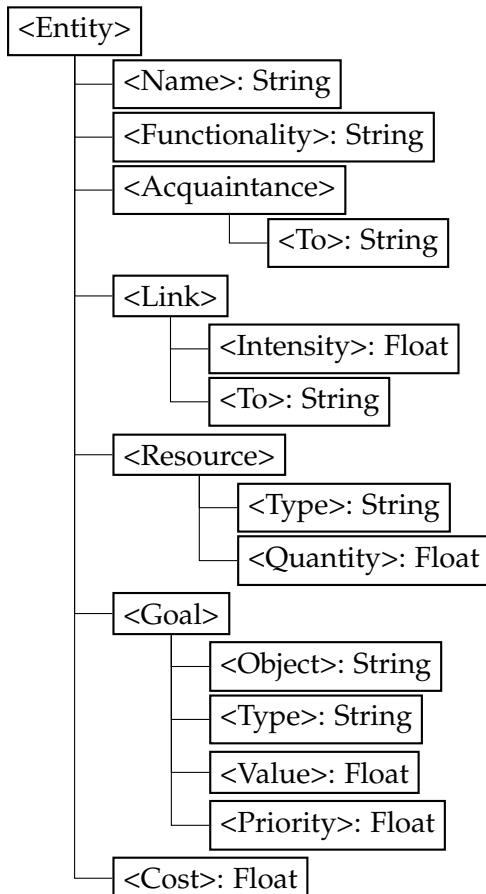 <Entity>
<Name>: String
<Functionality>: String
<Acquaintance>
<To>: String
<Link>
<Intensity>: Float
<To>: String
<Resource>
<Type>: String
<Quantity>: Float
<Goal>
<Object>: String
<Type>: String
<Value>: Float
<Priority>: Float
<Cost>: Float